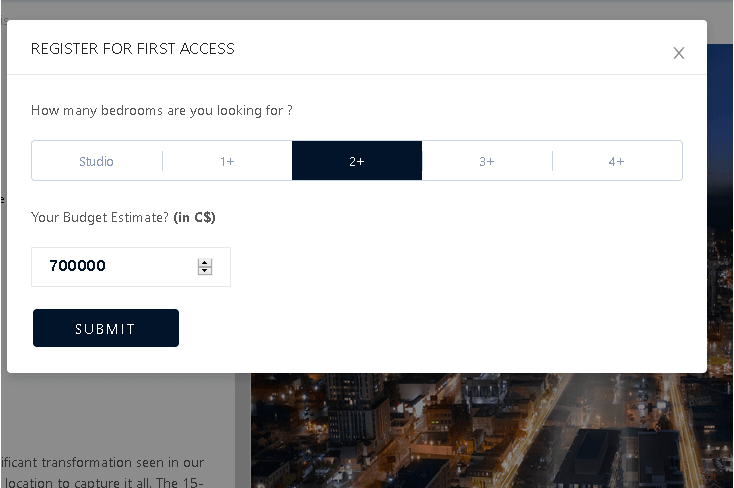 REGISTER FOR FIRST ACCESS
How many bedrooms are you looking for ?
Studio 1+ 2+ 3+ 4+
Your Budget Estimate? (in C$)
700000
SUBMIT
ificant transformation seen in our
location to capture it all. The 15-